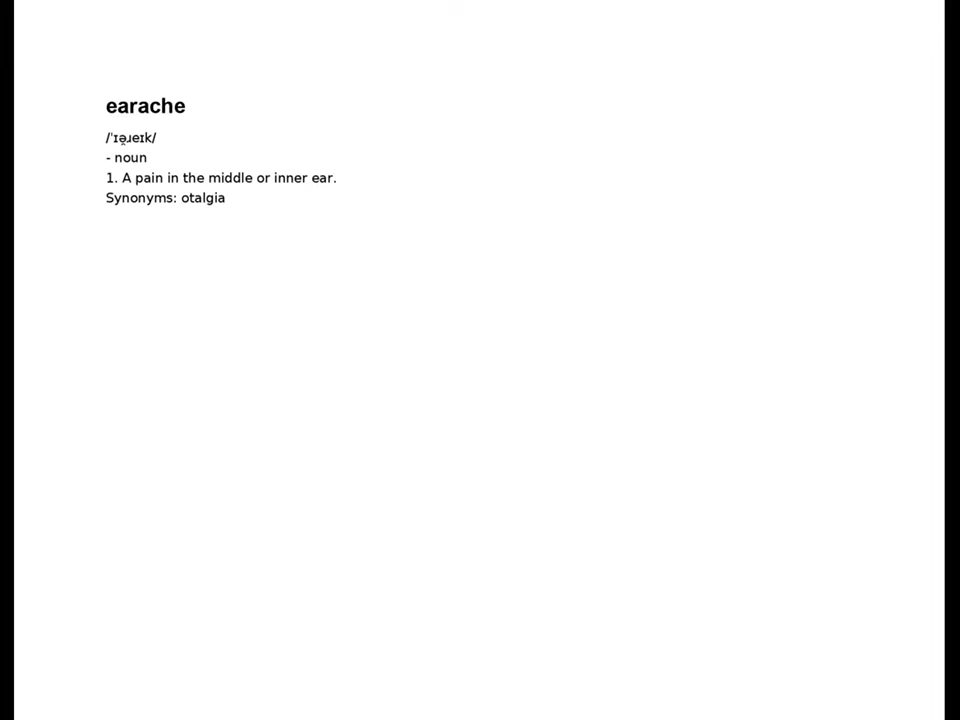 earache
/ˈɪə̯ɹeɪk/
- noun
1. A pain in the middle or inner ear.
Synonyms: otalgia